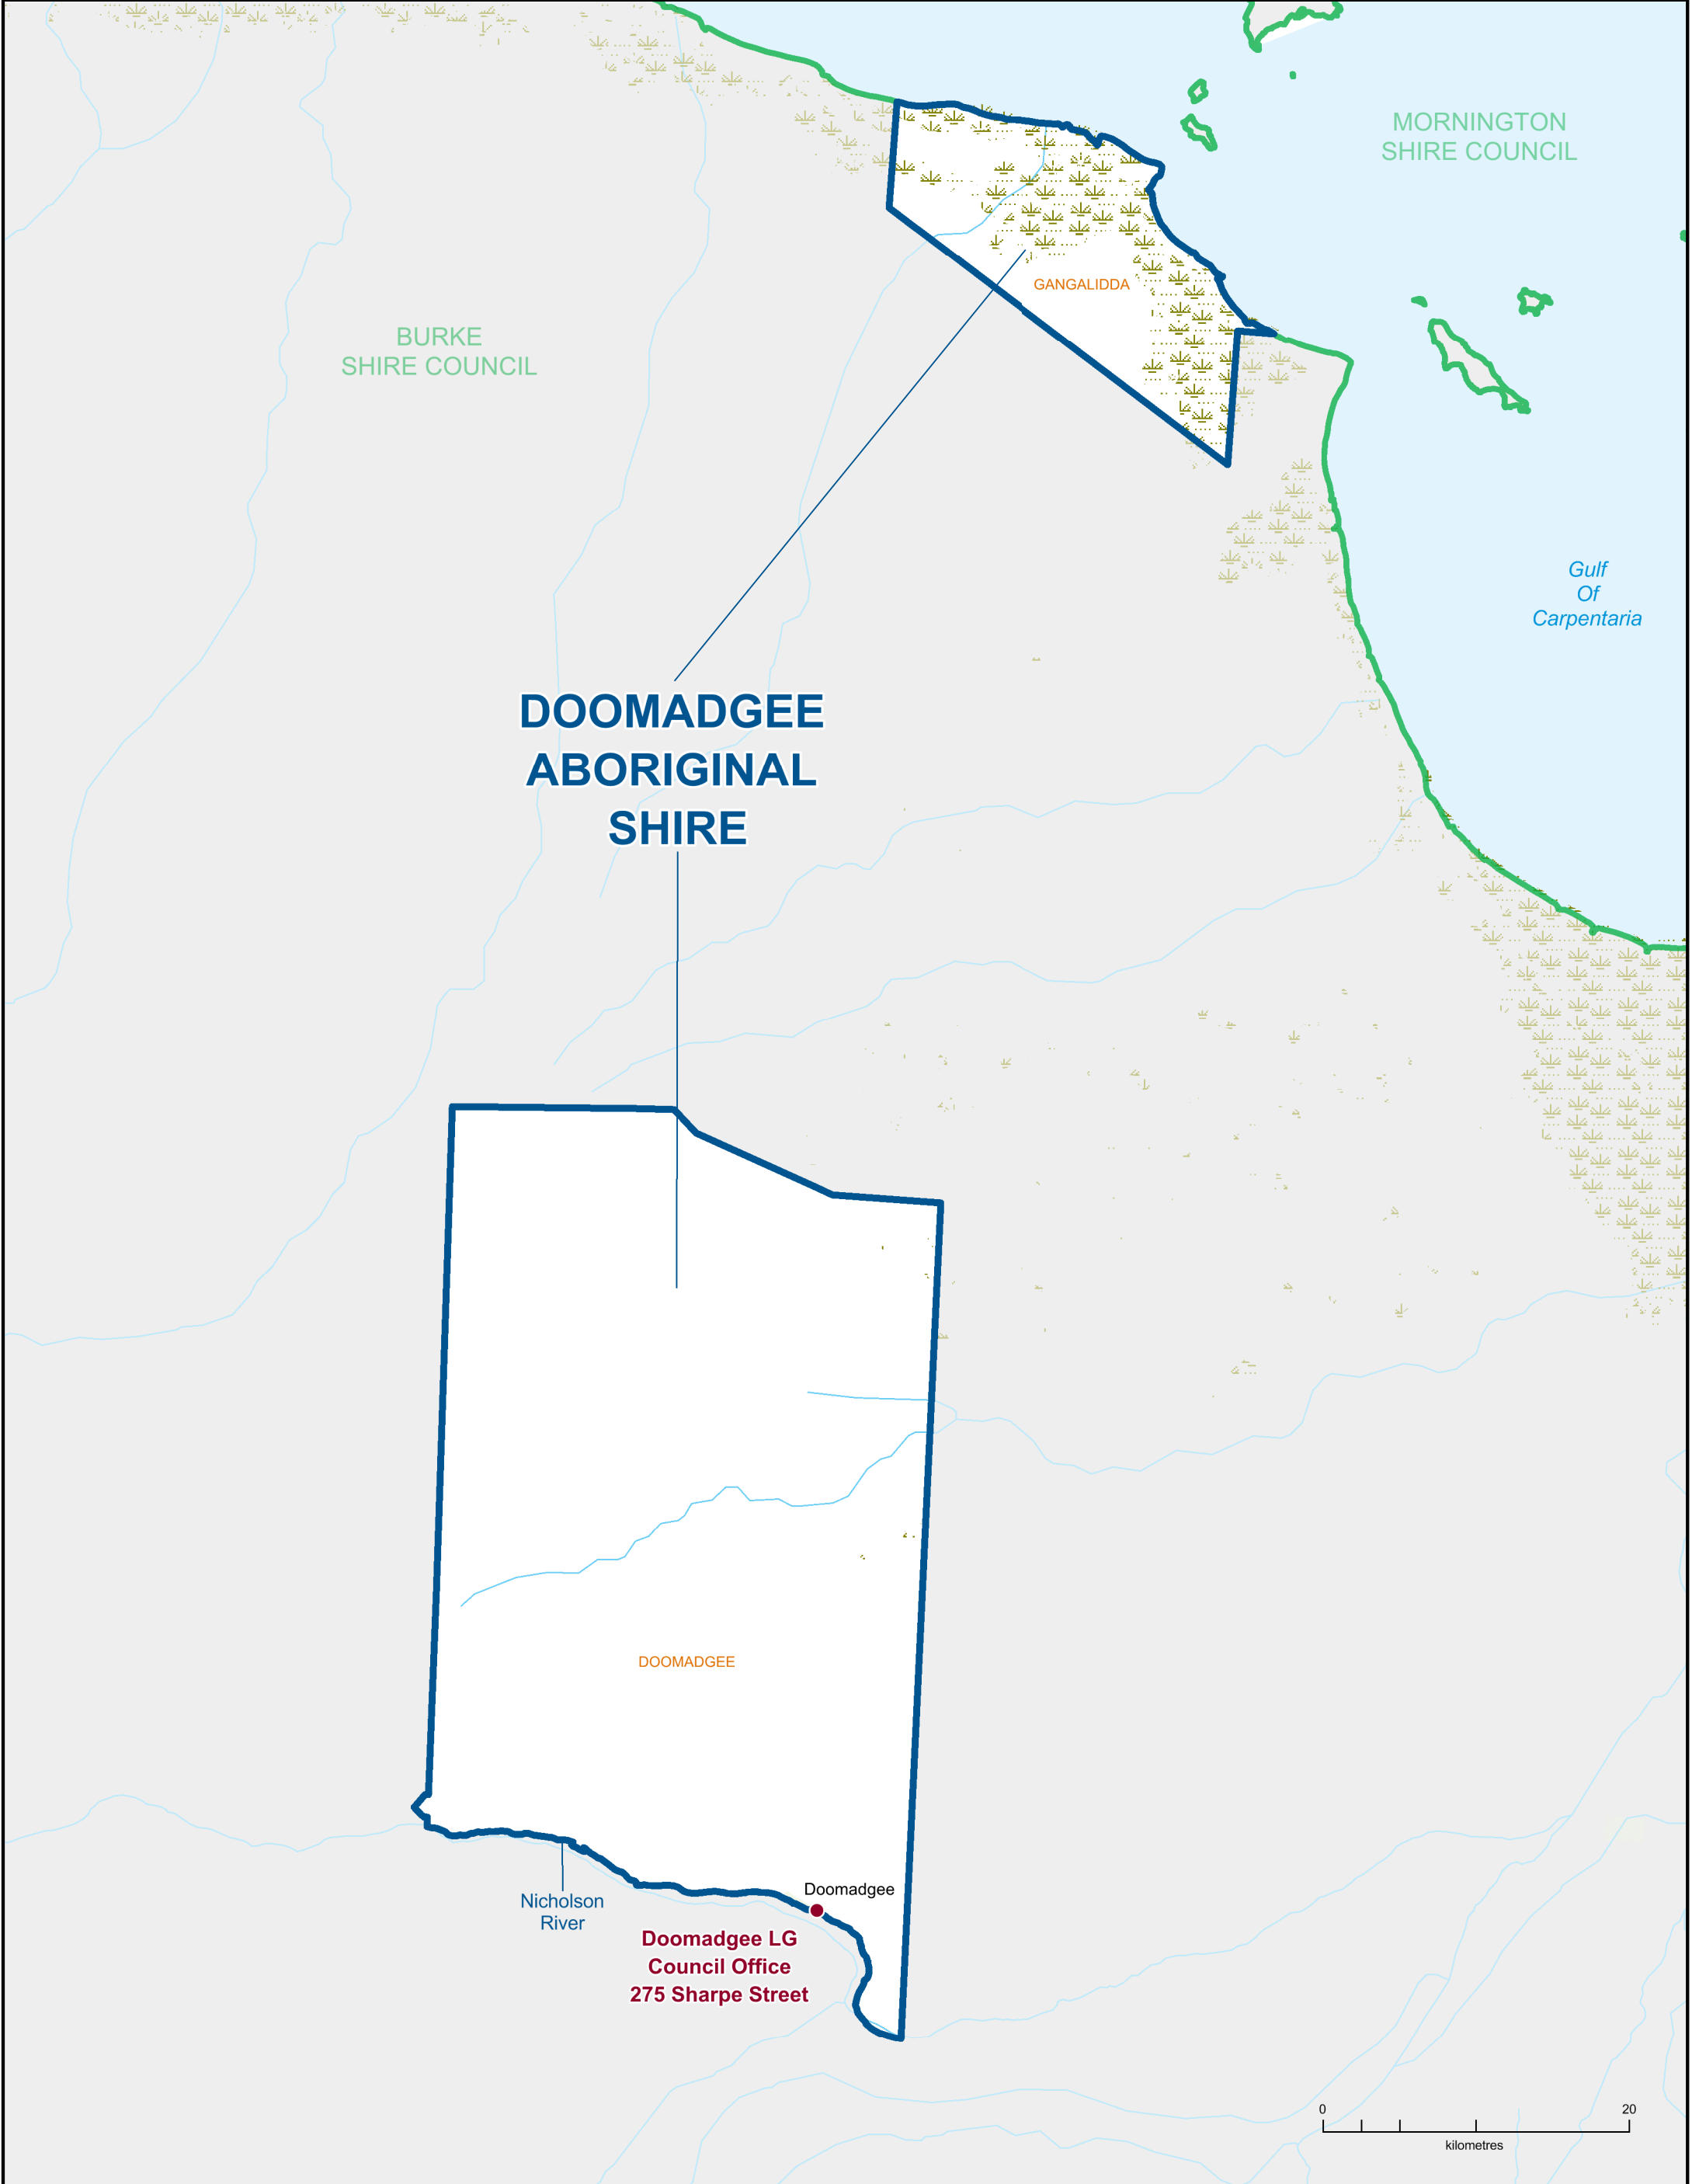 MORNINGTON
SHIRE COUNCIL
GANGALIDDA
BURKE
SHIRE COUNCIL
Gulf
Of
Carpentaria
DOOMADGEE
ABORIGINAL
SHIRE
DOOMADGEE
Doomadgee
Nicholson
River
Doomadgee LG
Council Office
275 Sharpe Street
0 20
kilometres